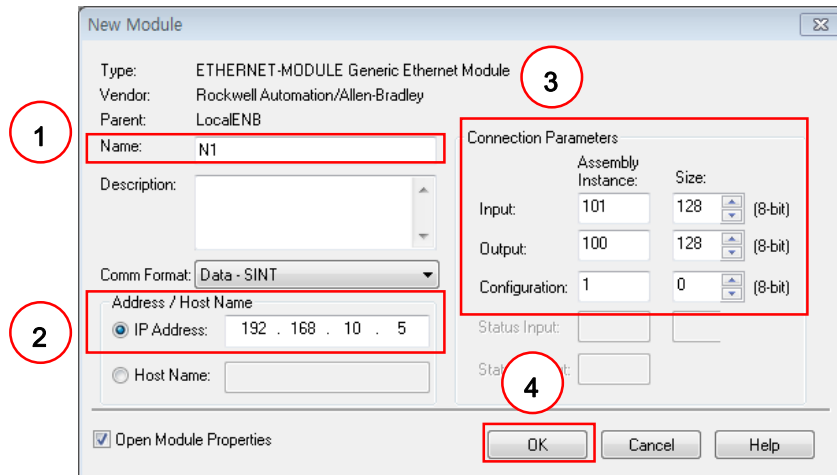 New Module
Type: ETHERNET-MODULE Generic Ethernet Module
Vendor: Rockwell Automation/Allen-Bradley
Parent: LocalENB
1
Name: N1
Description:
Comm Format: Data - SINT
2
Address / Host Name
IP Address: 192 . 168 . 10 . 5
Host Name:
3
Connection Parameters
Assembly
Instance: Size:
Input: 101 128 (8-bit)
Output: 100 128 (8-bit)
Configuration: 1 0 (8-bit)
Status Input:
4
Open Module Properties
OK Cancel Help